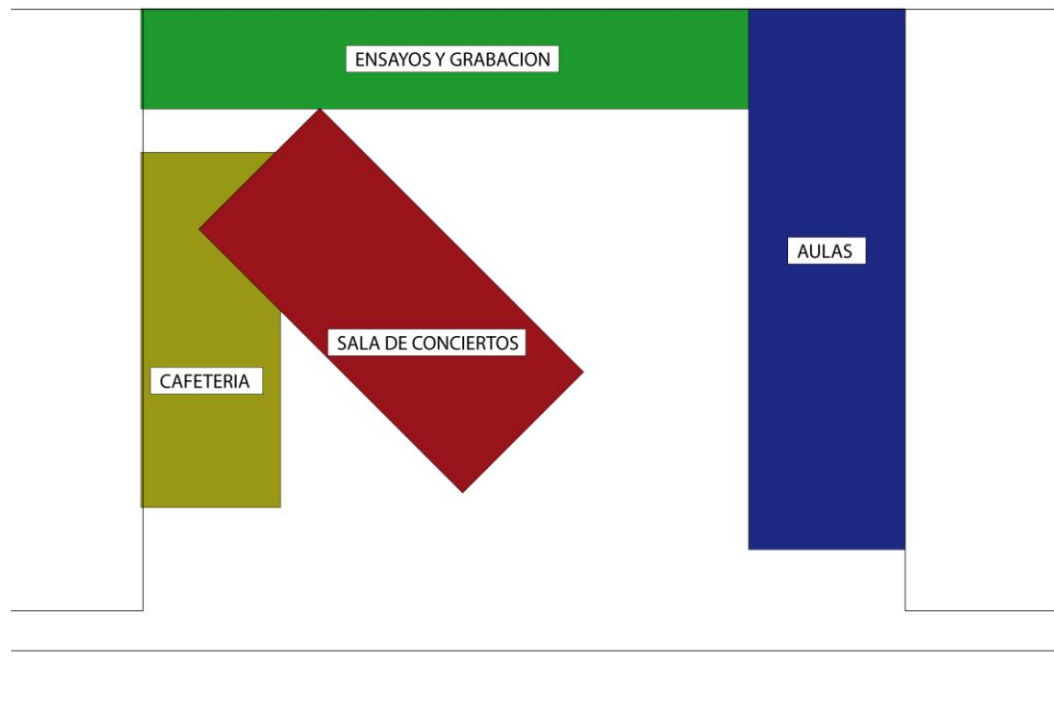 ENSAYOS Y GRABACION
AULAS
SALA DE CONCIERTOS
CAFETERIA